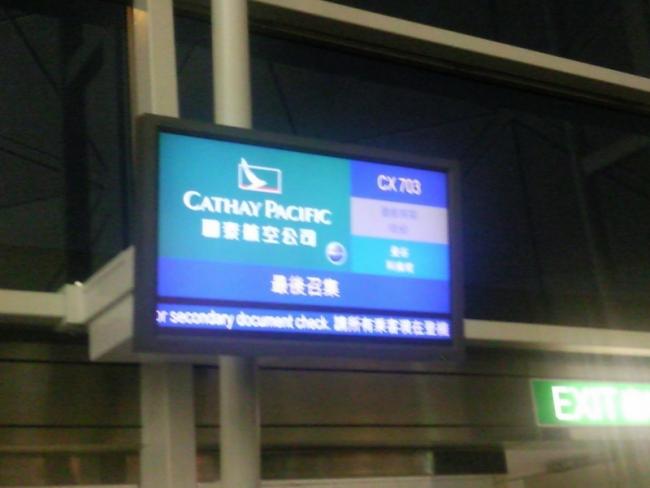 CX 703
CATHAY PACIFIC
國泰航空公司
最後召集
or secondary document check. 請所有乘客現在登機
EXIT